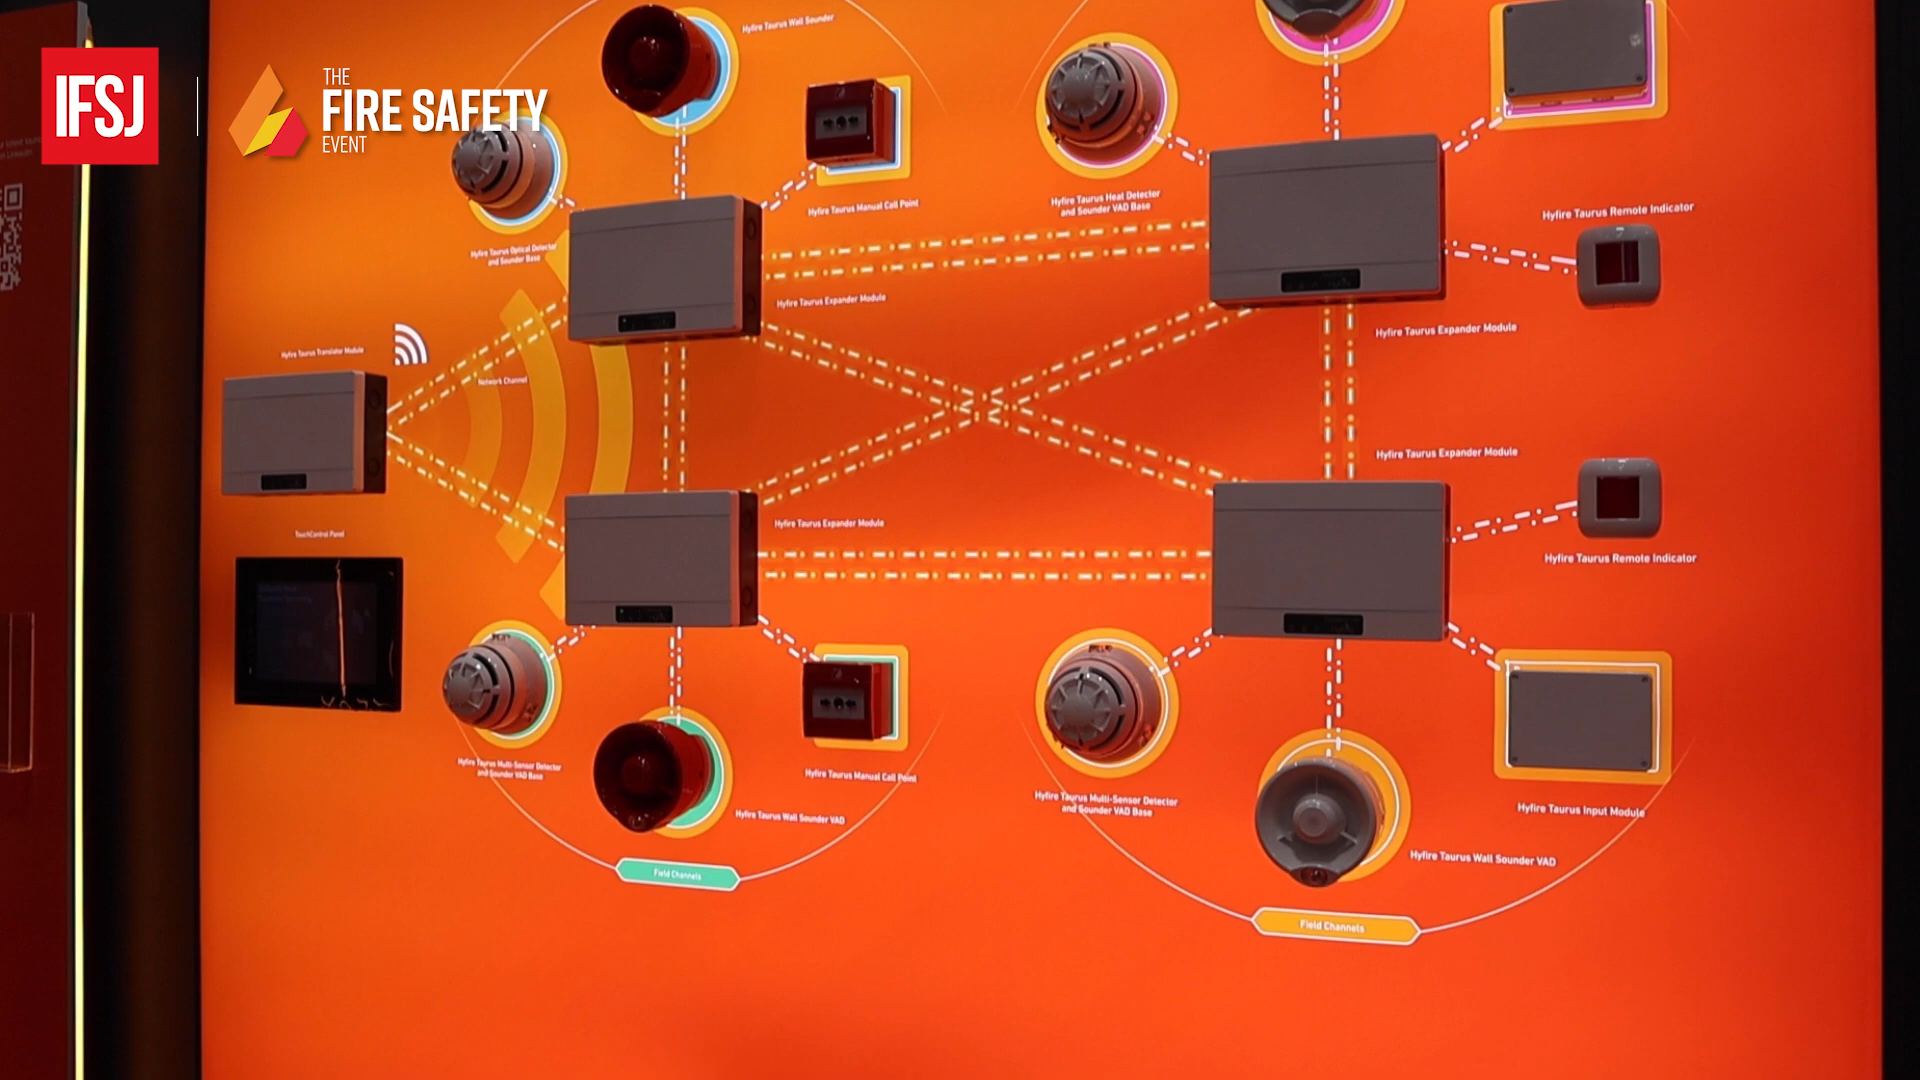 IFSJ
THE
FIRE SAFETY
EVENT
Hyfire Taurus Wall Sounder
Hyfire Taurus Manual Call Point
Hyfire Taurus Optical Detector
and Sounder Base
Hyfire Taurus Expander Module
Hyfire Taurus Heat Detector
and Sounder VAD Base
Hyfire Taurus Remote Indicator
Hyfire Taurus Expander Module
Hyfire Taurus Translator Module
Network Channel
Hyfire Taurus Expander Module
Hyfire Taurus Expander Module
TouchControl Panel
Hyfire Taurus Remote Indicator
Hyfire Taurus Multi-Sensor Detector
and Sounder VAD Base
Hyfire Taurus Manual Call Point
Hyfire Taurus Wall Sounder VAD
Field Channels
Hyfire Taurus Multi-Sensor Detector
and Sounder VAD Base
Hyfire Taurus Input Module
Hyfire Taurus Wall Sounder VAD
Field Channels